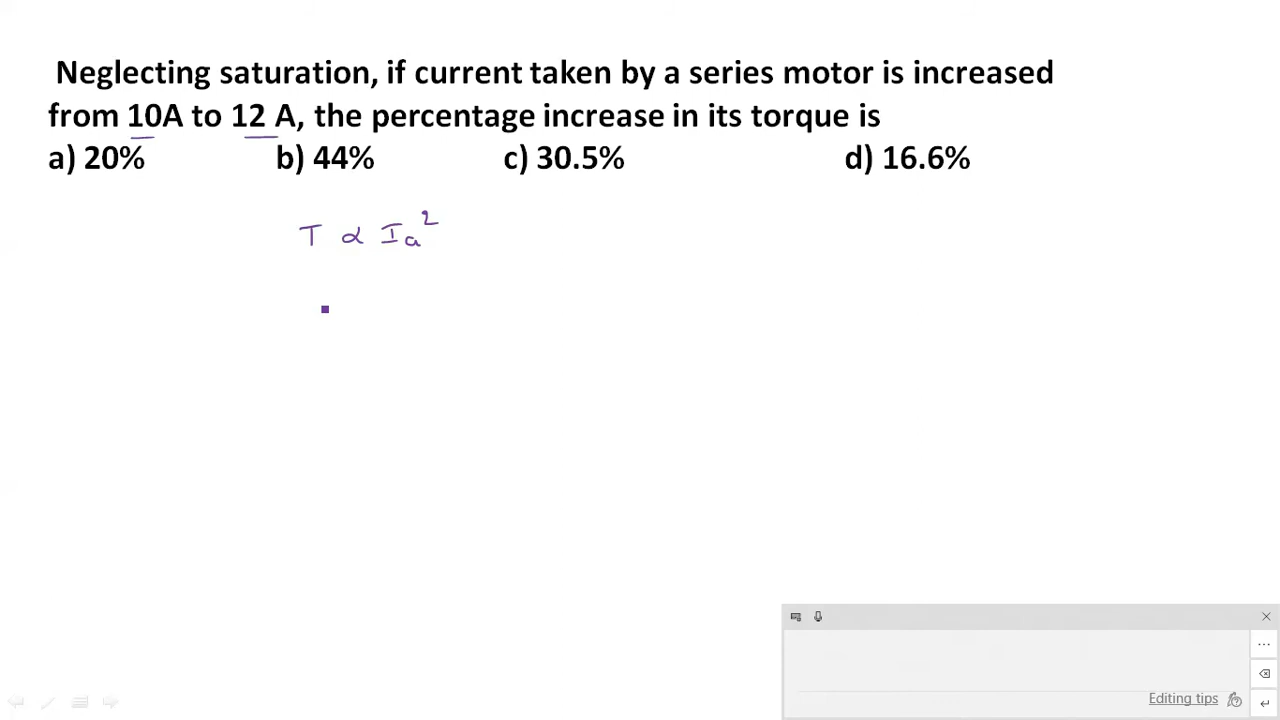 Neglecting saturation, if current taken by a series motor is increased
from 10A to 12 A, the percentage increase in its torque is
a) 20% b) 44% c) 30.5% d) 16.6%
T ∝ Ia²
Editing tips